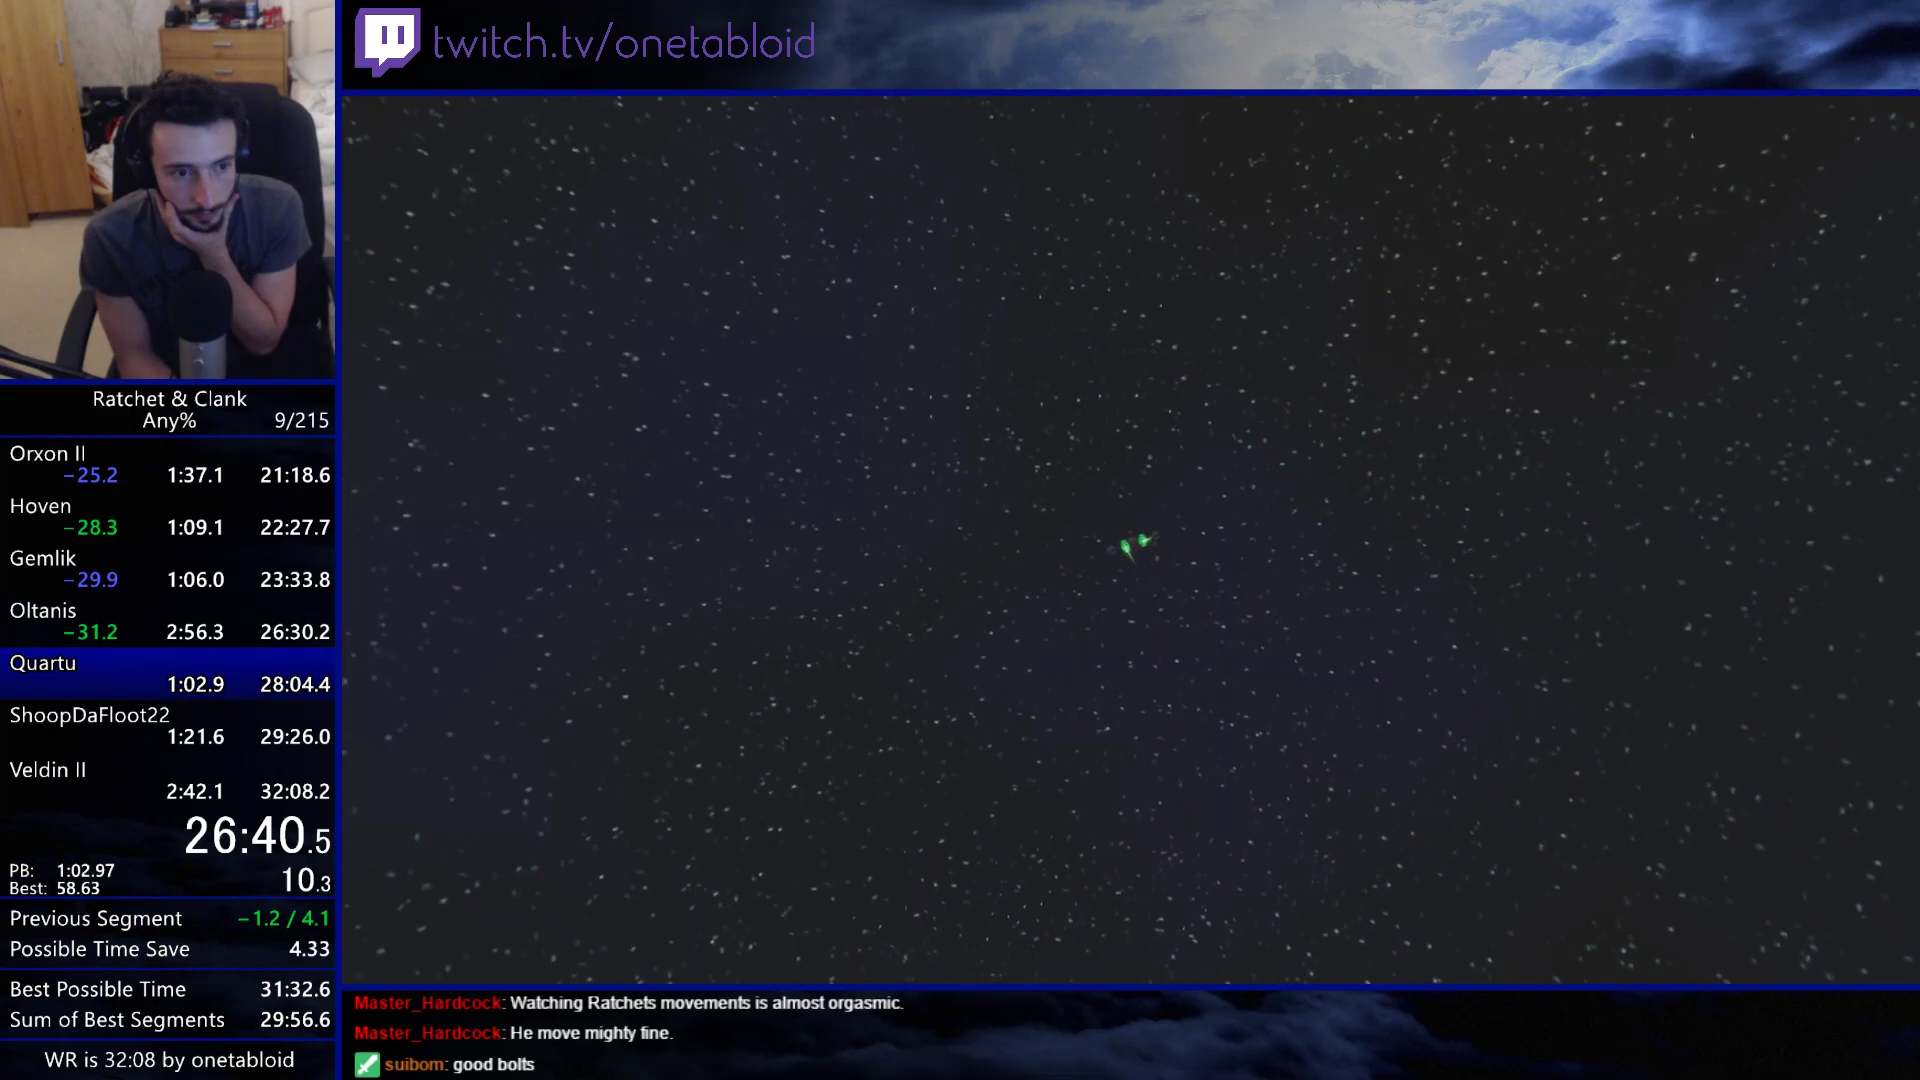 twitch.tv/onetabloid
Ratchet & Clank
Any% 9/215
Orxon II
-25.2 1:37.1 21:18.6
Hoven
-28.3 1:09.1 22:27.7
Gemlik
-29.9 1:06.0 23:33.8
Oltanis
-31.2 2:56.3 26:30.2
Quartu
1:02.9 28:04.4
ShoopDaFloot22
1:21.6 29:26.0
Veldin II
2:42.1 32:08.2
26:40.5
PB: 1:02.97
Best: 58.63
10.3
Previous Segment -1.2 / 4.1
Possible Time Save 4.33
Best Possible Time 31:32.6
Sum of Best Segments 29:56.6
WR is 32:08 by onetabloid
Master_Hardcock: Watching Ratchets movements is almost orgasmic.
Master_Hardcock: He move mighty fine.
suibom: good bolts